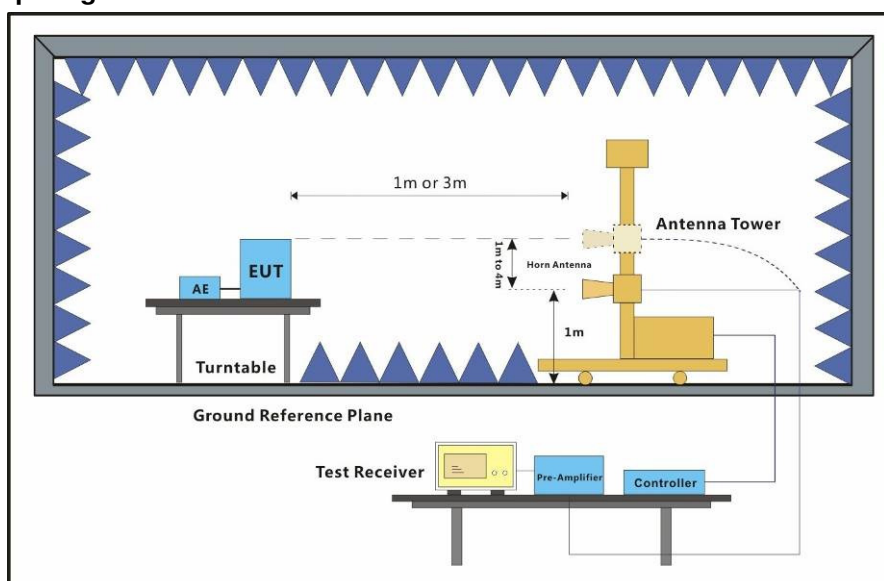 1m or 3m
Antenna Tower
1m to 4m
Horn Antenna
EUT
AE
1m
Turntable
Ground Reference Plane
Test Receiver
Pre-Amplifier
Controller